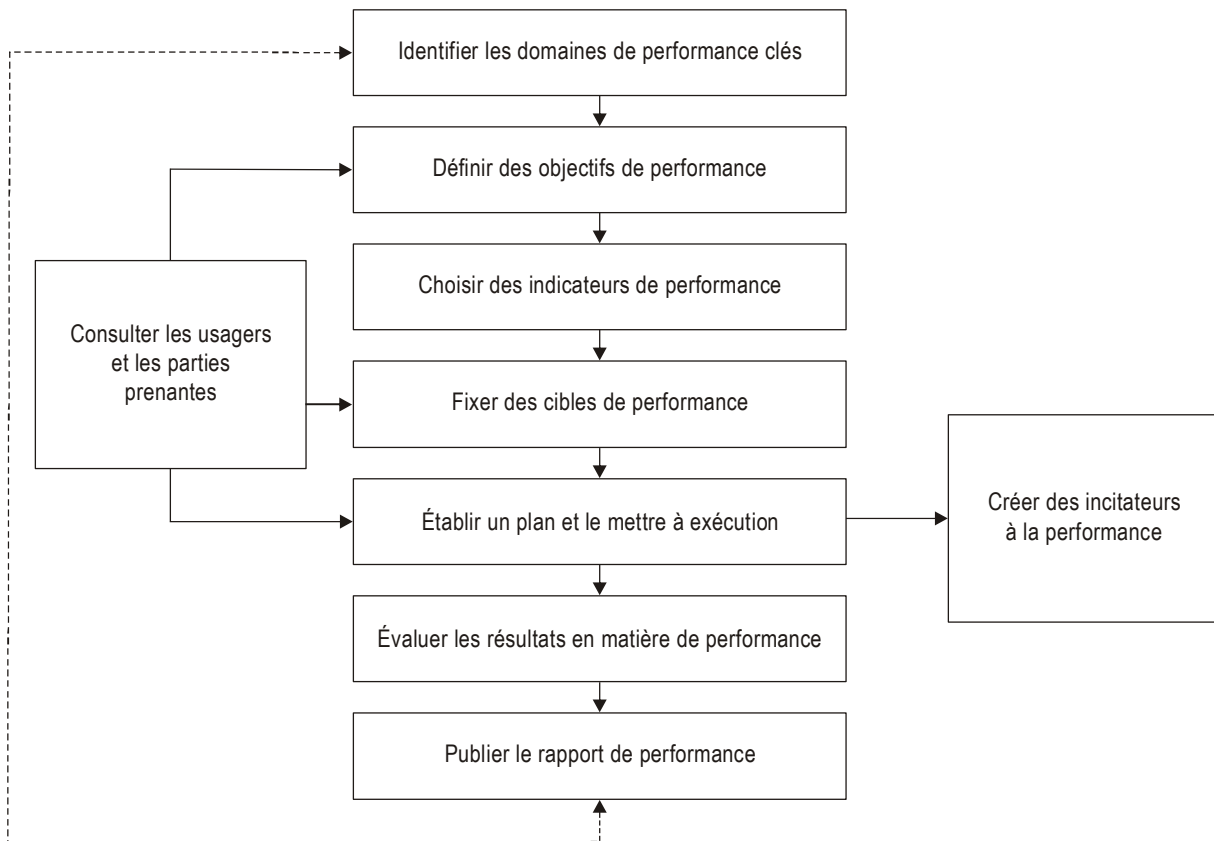 Identifier les domaines de performance clés
Définir des objectifs de performance
Choisir des indicateurs de performance
Consulter les usagers
et les parties
prenantes
Fixer des cibles de performance
Établir un plan et le mettre à exécution
Créer des incitateurs
à la performance
Évaluer les résultats en matière de performance
Publier le rapport de performance